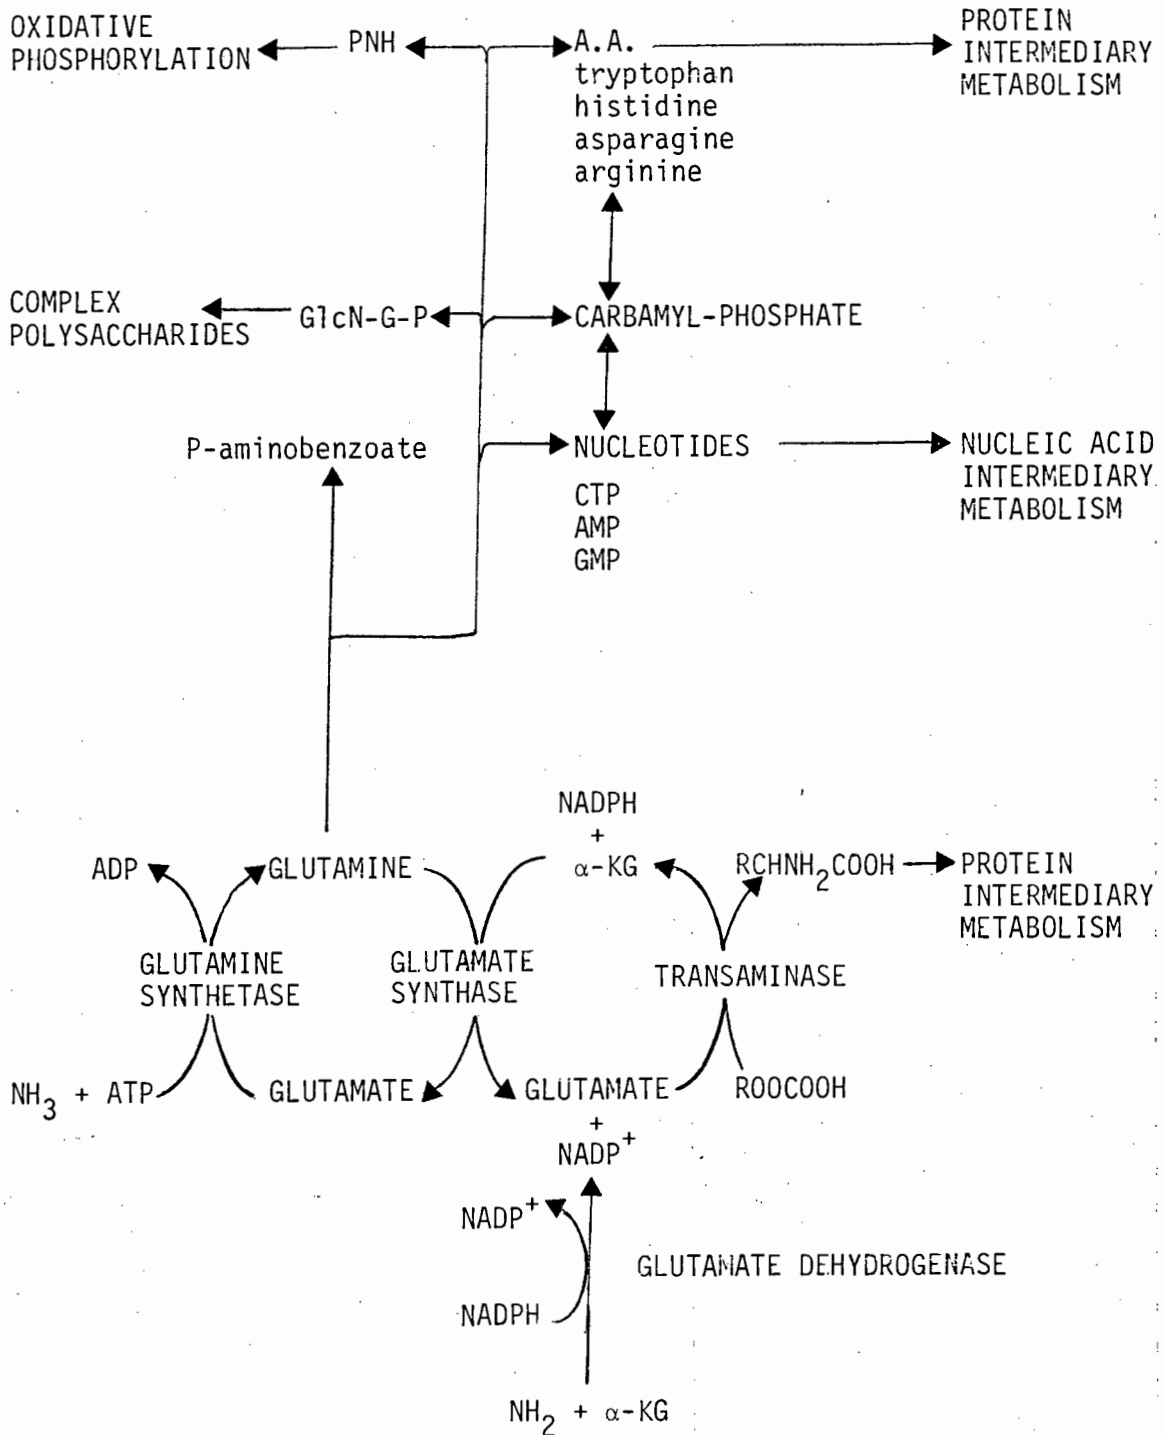 OXIDATIVE
PHOSPHORYLATION
PNH
A.A.
tryptophan
histidine
asparagine
arginine
PROTEIN
INTERMEDIARY
METABOLISM
COMPLEX
POLYSACCHARIDES
GlcN-G-P
CARBAMYL-PHOSPHATE
P-aminobenzoate
NUCLEOTIDES
CTP
AMP
GMP
NUCLEIC ACID
INTERMEDIARY
METABOLISM
NADPH
+
α-KG
ADP
GLUTAMINE
RCHNH₂COOH
PROTEIN
INTERMEDIARY
METABOLISM
GLUTAMINE
SYNTHETASE
GLUTAMATE
SYNTHASE
TRANSAMINASE
NH₃ + ATP
GLUTAMATE
GLUTAMATE
+
NADP⁺
ROOCOOH
NADP⁺
GLUTAMATE DEHYDROGENASE
NADPH
NH₂ + α-KG